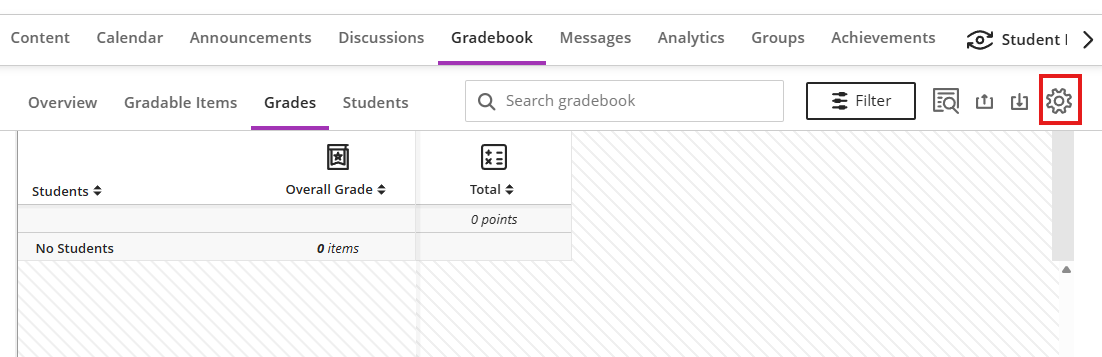 Content Calendar Announcements Discussions Gradebook Messages Analytics Groups Achievements Student
Overview Gradable Items Grades Students Search gradebook Filter
Students Overall Grade Total
0 points
No Students 0 items